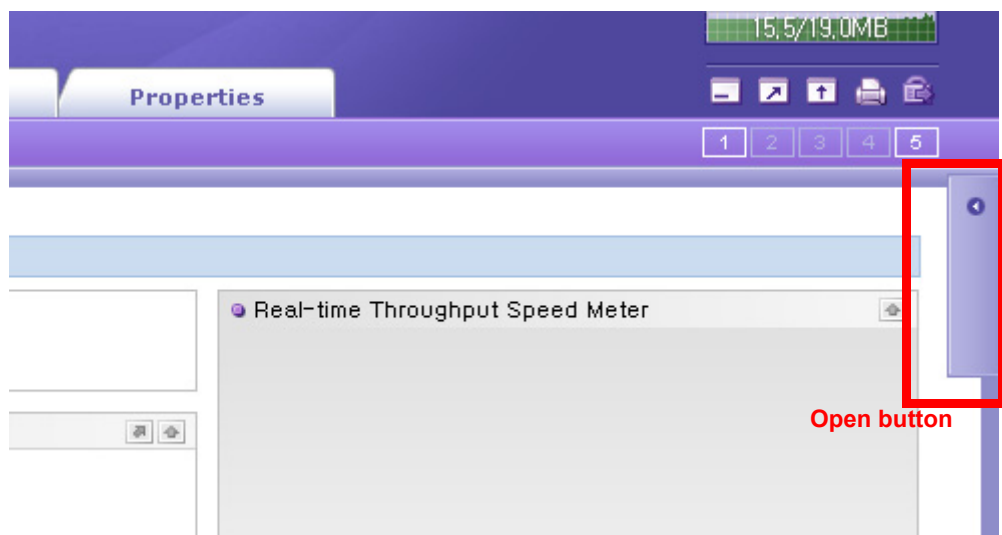 15.5/19.0MB
Properties
1 2 3 4 5
Real-time Throughput Speed Meter
Open button